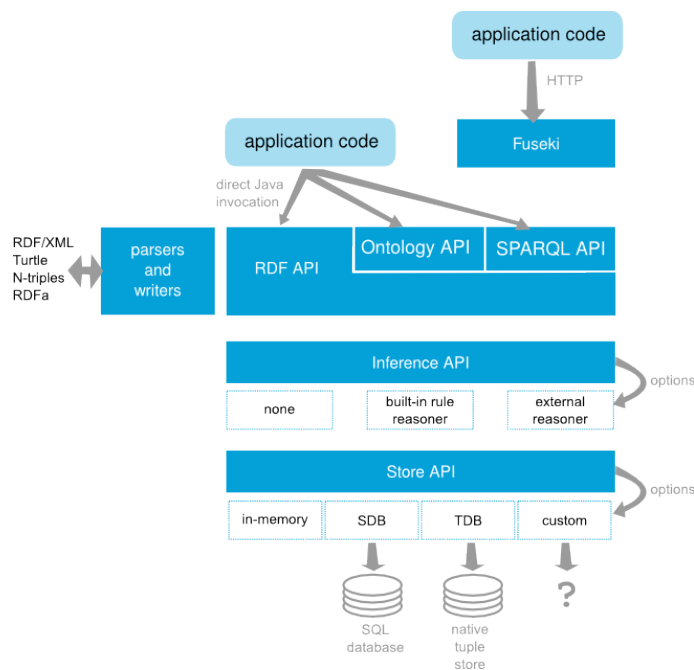 application code
HTTP
Fuseki
application code
direct Java
invocation
RDF/XML
Turtle
N-triples
RDFa
parsers
and
writers
RDF API
Ontology API
SPARQL API
Inference API
options
none
built-in rule
reasoner
external
reasoner
Store API
options
in-memory
SDB
TDB
custom
?
SQL
database
native
tuple
store